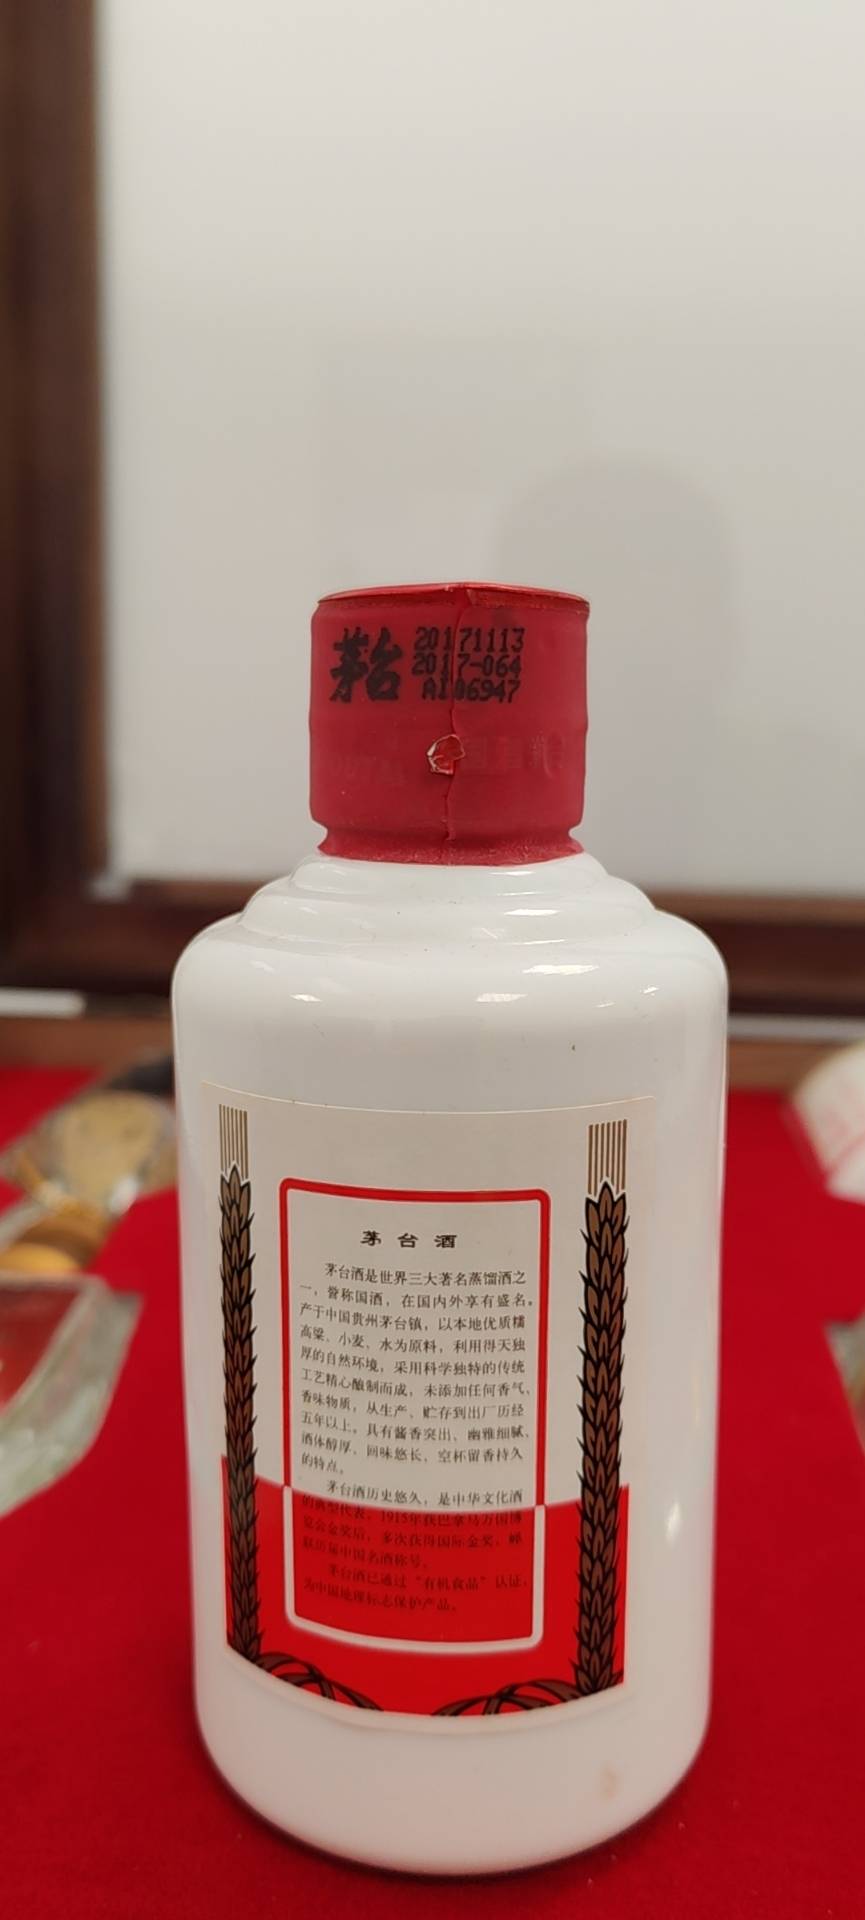 茅台
20171113
2017-064
AI06947
茅台酒
茅台酒是世界三大著名蒸馏酒之
一，誉称国酒，在国内外享有盛名。
产于中国贵州茅台镇，以本地优质糯
高粱、小麦、水为原料，利用得天独
厚的自然环境，采用科学独特的传统
工艺精心酿制而成，未添加任何香气、
香味物质，从生产、贮存到出厂历经
五年以上。具有酱香突出、幽雅细腻、
酒体醇厚、回味悠长、空杯留香持久
的特点。
茅台酒历史悠久，是中华文化酒
的典型代表，1915年获巴拿马万国博
览会金奖后，多次获得国际金奖，蝉
联历届中国名酒称号。
茅台酒已通过“有机食品”认证，
为中国地理标志保护产品。